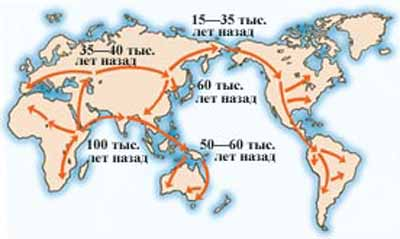 15—35 тыс.
лет назад
35—40 тыс.
лет назад
60 тыс.
лет назад
100 тыс.
лет назад
50—60 тыс.
лет назад